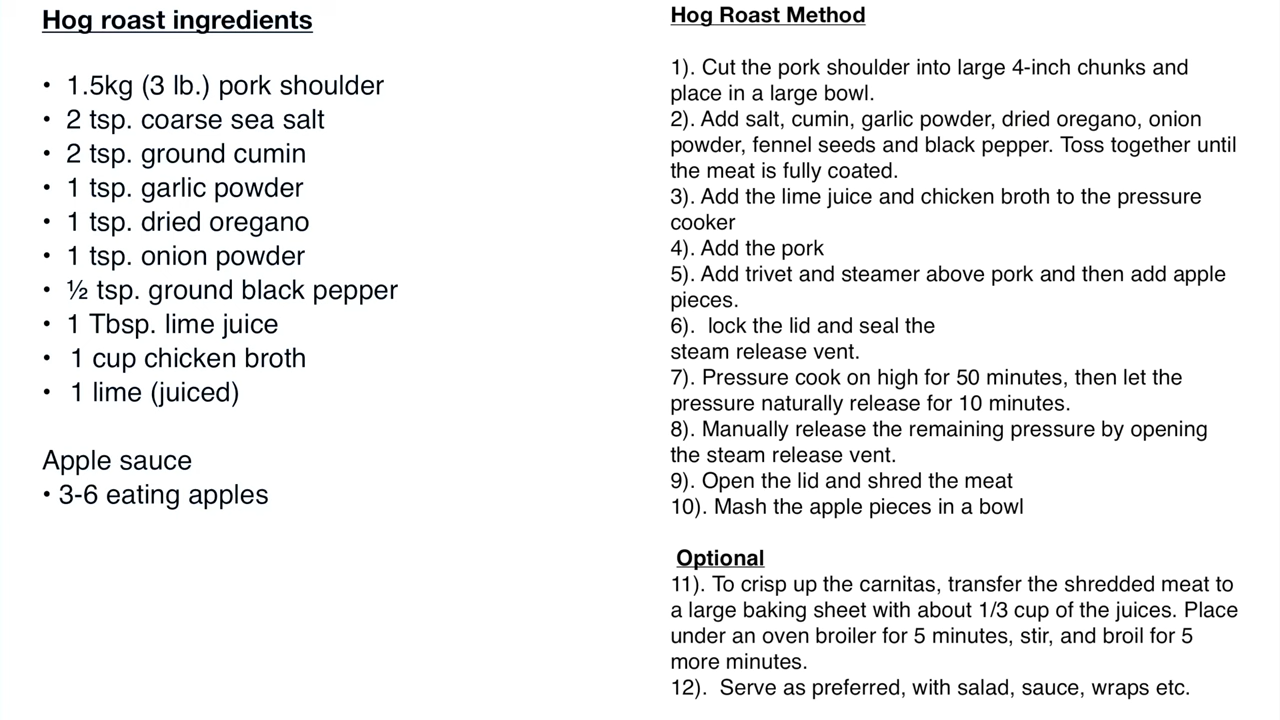 Hog roast ingredients
• 1.5kg (3 lb.) pork shoulder
• 2 tsp. coarse sea salt
• 2 tsp. ground cumin
• 1 tsp. garlic powder
• 1 tsp. dried oregano
• 1 tsp. onion powder
• ½ tsp. ground black pepper
• 1 Tbsp. lime juice
• 1 cup chicken broth
• 1 lime (juiced)
Apple sauce
• 3-6 eating apples
Hog Roast Method
1). Cut the pork shoulder into large 4-inch chunks and
place in a large bowl.
2). Add salt, cumin, garlic powder, dried oregano, onion
powder, fennel seeds and black pepper. Toss together until
the meat is fully coated.
3). Add the lime juice and chicken broth to the pressure
cooker
4). Add the pork
5). Add trivet and steamer above pork and then add apple
pieces.
6). lock the lid and seal the
steam release vent.
7). Pressure cook on high for 50 minutes, then let the
pressure naturally release for 10 minutes.
8). Manually release the remaining pressure by opening
the steam release vent.
9). Open the lid and shred the meat
10). Mash the apple pieces in a bowl
Optional
11). To crisp up the carnitas, transfer the shredded meat to
a large baking sheet with about 1/3 cup of the juices. Place
under an oven broiler for 5 minutes, stir, and broil for 5
more minutes.
12). Serve as preferred, with salad, sauce, wraps etc.